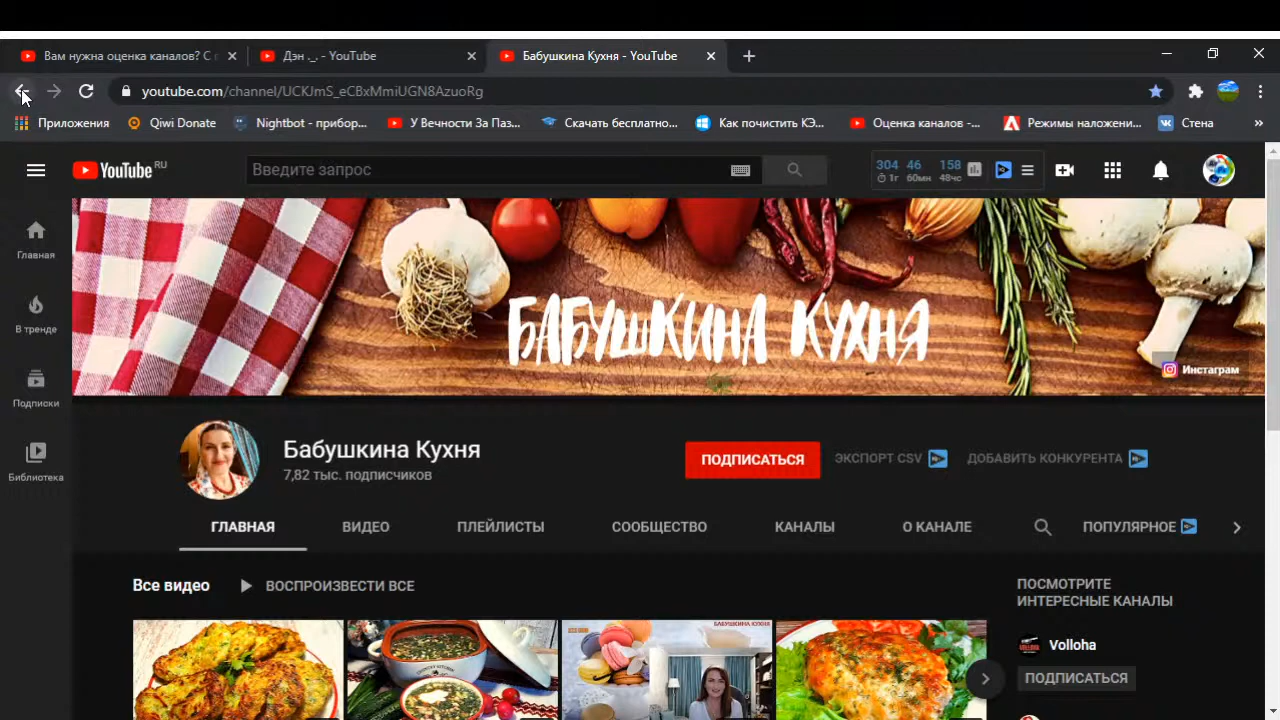 Вам нужна оценка каналов? С п
Дэн ._. - YouTube
Бабушкина Кухня - YouTube
youtube.com/channel/UCKJmS_eCBxMmiUGN8AzuoRg
Приложения
Qiwi Donate
Nightbot - прибор...
У Вечности За Паз...
Скачать бесплатно...
Как почистить КЭ...
Оценка каналов -...
Режимы наложени...
Стена
YouTube RU
Введите запрос
304 46 158
1г 60мн 48чс
Главная
В тренде
Подписки
Библиотека
БАБУШКИНА КУХНЯ
Инстаграм
Бабушкина Кухня
7,82 тыс. подписчиков
ПОДПИСАТЬСЯ
ЭКСПОРТ CSV
ДОБАВИТЬ КОНКУРЕНТА
ГЛАВНАЯ
ВИДЕО
ПЛЕЙЛИСТЫ
СООБЩЕСТВО
КАНАЛЫ
О КАНАЛЕ
ПОПУЛЯРНОЕ
Все видео
ВОСПРОИЗВЕСТИ ВСЕ
ПОСМОТРИТЕ
ИНТЕРЕСНЫЕ КАНАЛЫ
Volloha
ПОДПИСАТЬСЯ
БАБУШКИНА КУХНЯ